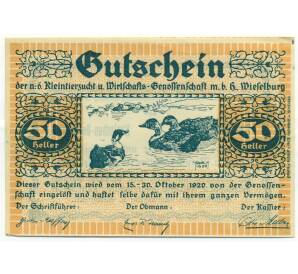 Gutschein
der n.ö. Kleintierzucht u. Wirtschafts-Genossenschaft m.b.H. Wieselburg
50 Heller
50 Heller
Dieser Gutschein wird vom 15.-30. Oktober 1920 von der Genossen-
schaft eingelöst und haftet selbe dafür mit ihrem ganzen Vermögen.
Der Schriftführer: Der Obmann: Der Kassier: